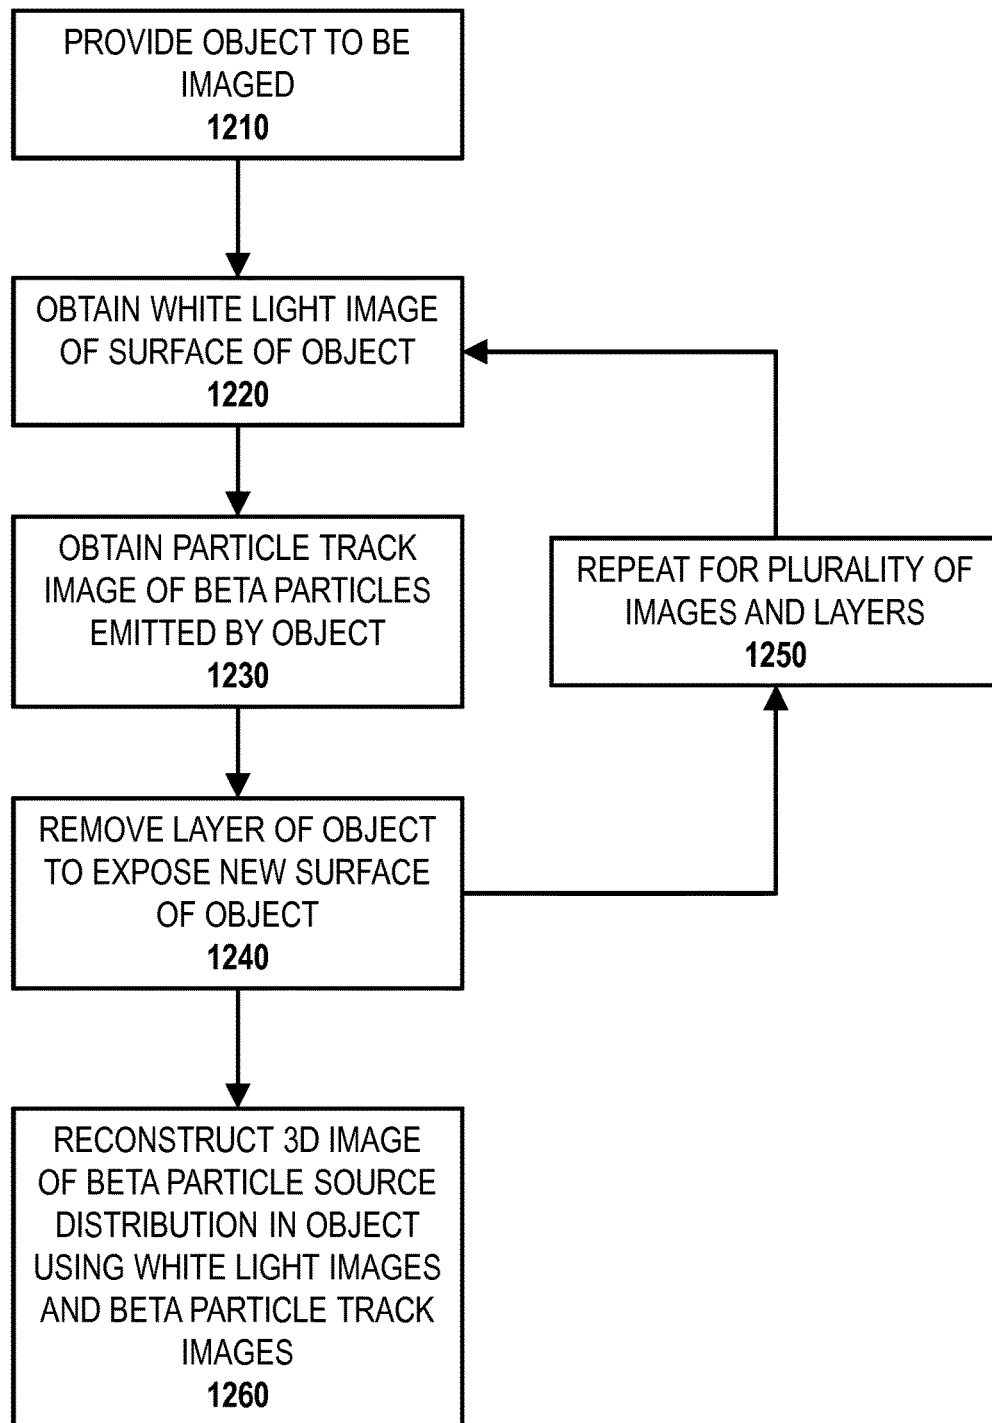 PROVIDE OBJECT TO BE
IMAGED
1210
OBTAIN WHITE LIGHT IMAGE
OF SURFACE OF OBJECT
1220
OBTAIN PARTICLE TRACK
IMAGE OF BETA PARTICLES
EMITTED BY OBJECT
1230
REPEAT FOR PLURALITY OF
IMAGES AND LAYERS
1250
REMOVE LAYER OF OBJECT
TO EXPOSE NEW SURFACE
OF OBJECT
1240
RECONSTRUCT 3D IMAGE
OF BETA PARTICLE SOURCE
DISTRIBUTION IN OBJECT
USING WHITE LIGHT IMAGES
AND BETA PARTICLE TRACK
IMAGES
1260